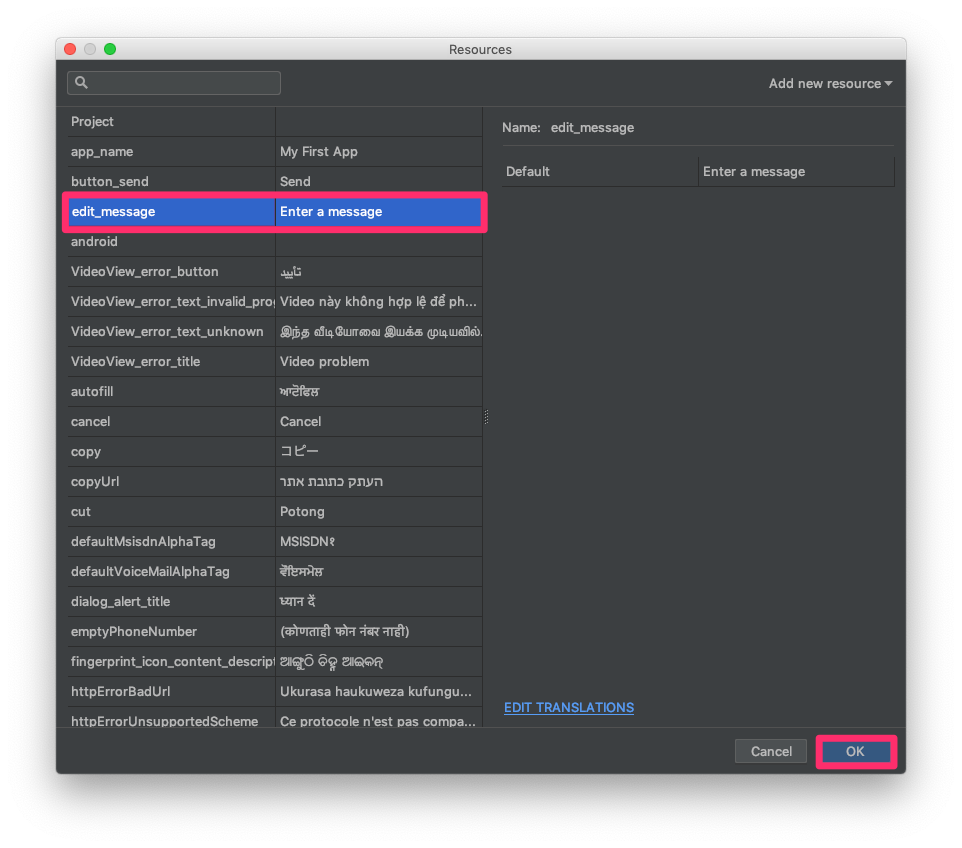 Resources
Add new resource
Project
app_name My First App
button_send Send
edit_message Enter a message
android
VideoView_error_button تأیید
VideoView_error_text_invalid_prog Video này không hợp lệ để ph...
VideoView_error_text_unknown இந்த வீடியோவை இயக்க முடியவில்.
VideoView_error_title Video problem
autofill ਆਟੋਫਿਲ
cancel Cancel
copy コピー
copyUrl העתק כתובת אתר
cut Potong
defaultMsisdnAlphaTag MSISDN१
defaultVoiceMailAlphaTag ਵੌਇਸਮੇਲ
dialog_alert_title ध्यान दें
emptyPhoneNumber (कोणताही फोन नंबर नाही)
fingerprint_icon_content_descript ଆଙ୍ଗୁଠି ଚିହ୍ନ ଆଇକନ୍
httpErrorBadUrl Ukurasa haukuweza kufungu...
httpErrorUnsupportedScheme Ce protocole n'est pas compa...
Name: edit_message
Default Enter a message
EDIT TRANSLATIONS
Cancel OK